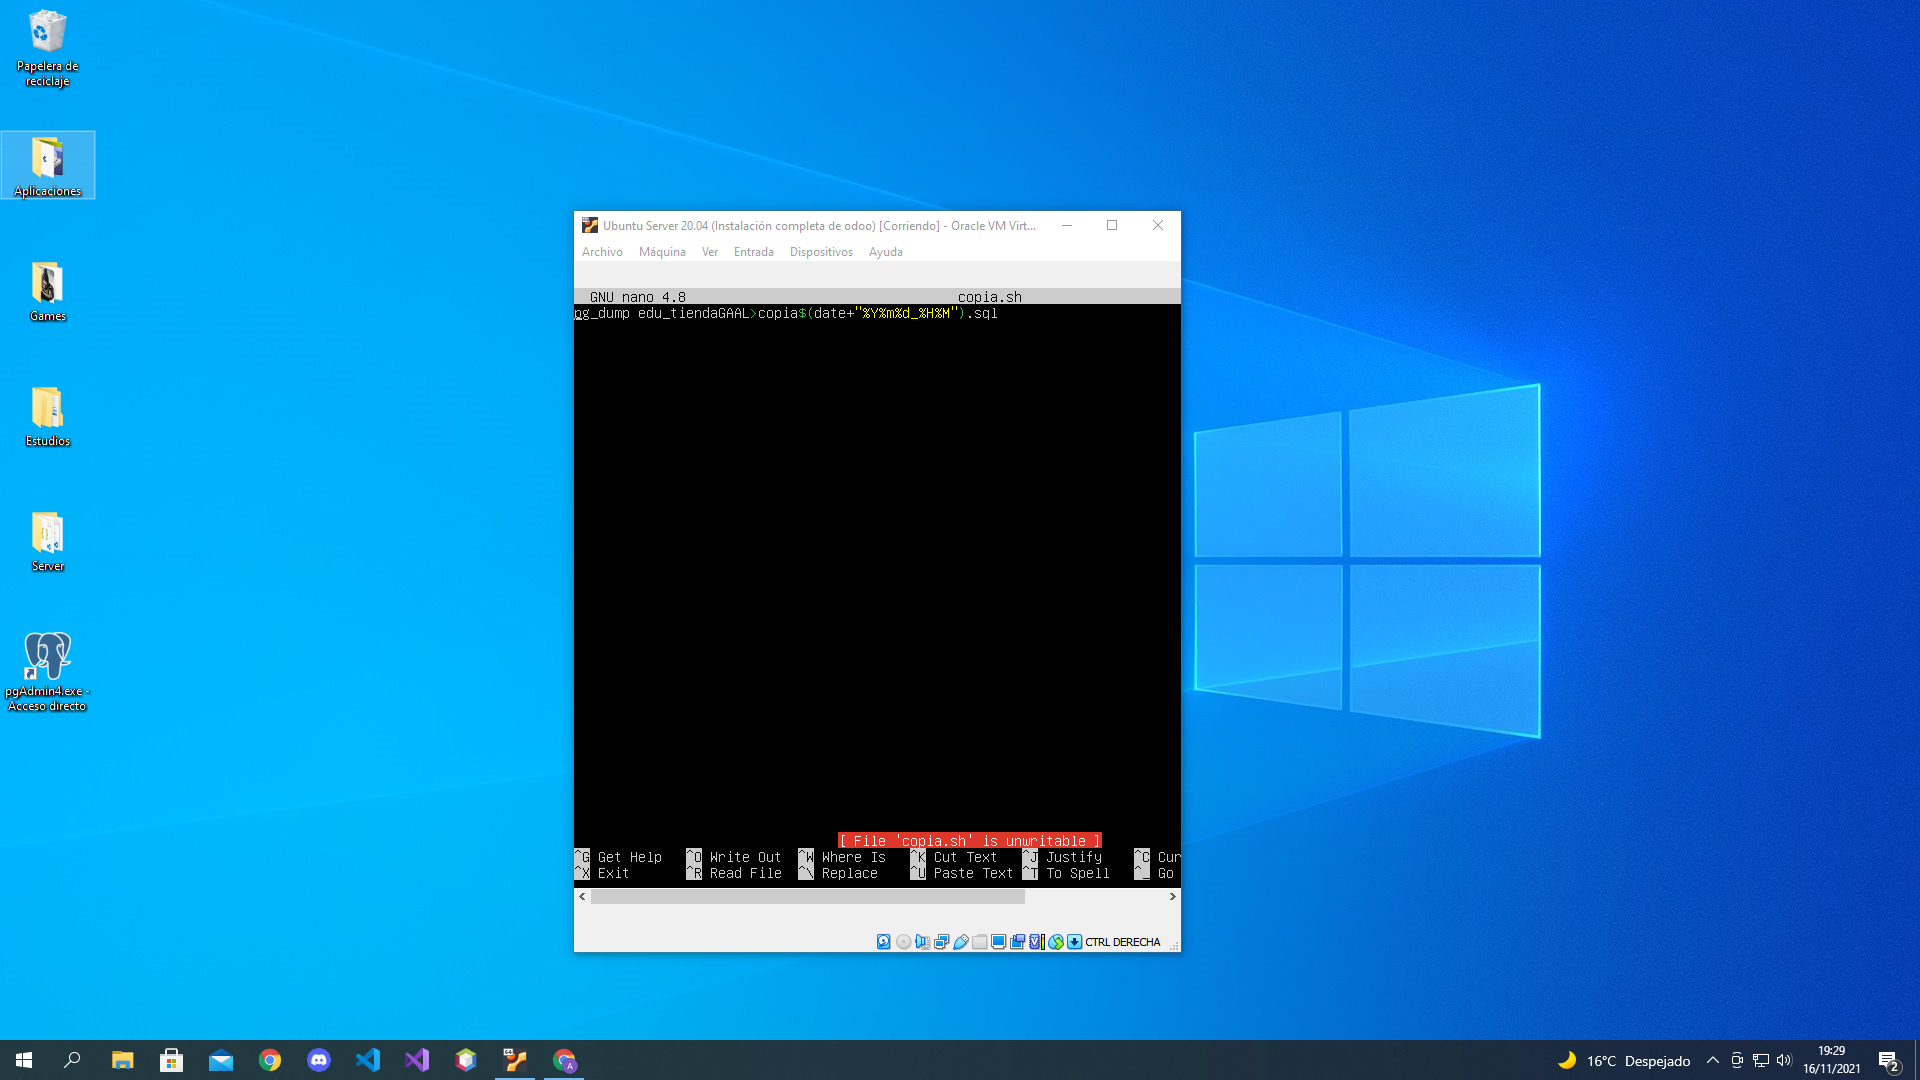 Papelera de
reciclaje
Aplicaciones
Games
Estudios
Server
pgAdmin4.exe -
Acceso directo
Ubuntu Server 20.04 (Instalación completa de odoo) [Corriendo] - Oracle VM Virt...
Archivo Máquina Ver Entrada Dispositivos Ayuda
GNU nano 4.8 copia.sh
pg_dump edu_tiendaGAAL>copia$(date+"%Y%m%d_%H%M").sql
[ File 'copia.sh' is unwritable ]
^G Get Help ^O Write Out ^W Where Is ^K Cut Text ^J Justify ^C Cur
^X Exit ^R Read File ^\ Replace ^U Paste Text ^T To Spell ^_ Go
CTRL DERECHA
16°C Despejado
19:29
16/11/2021
2